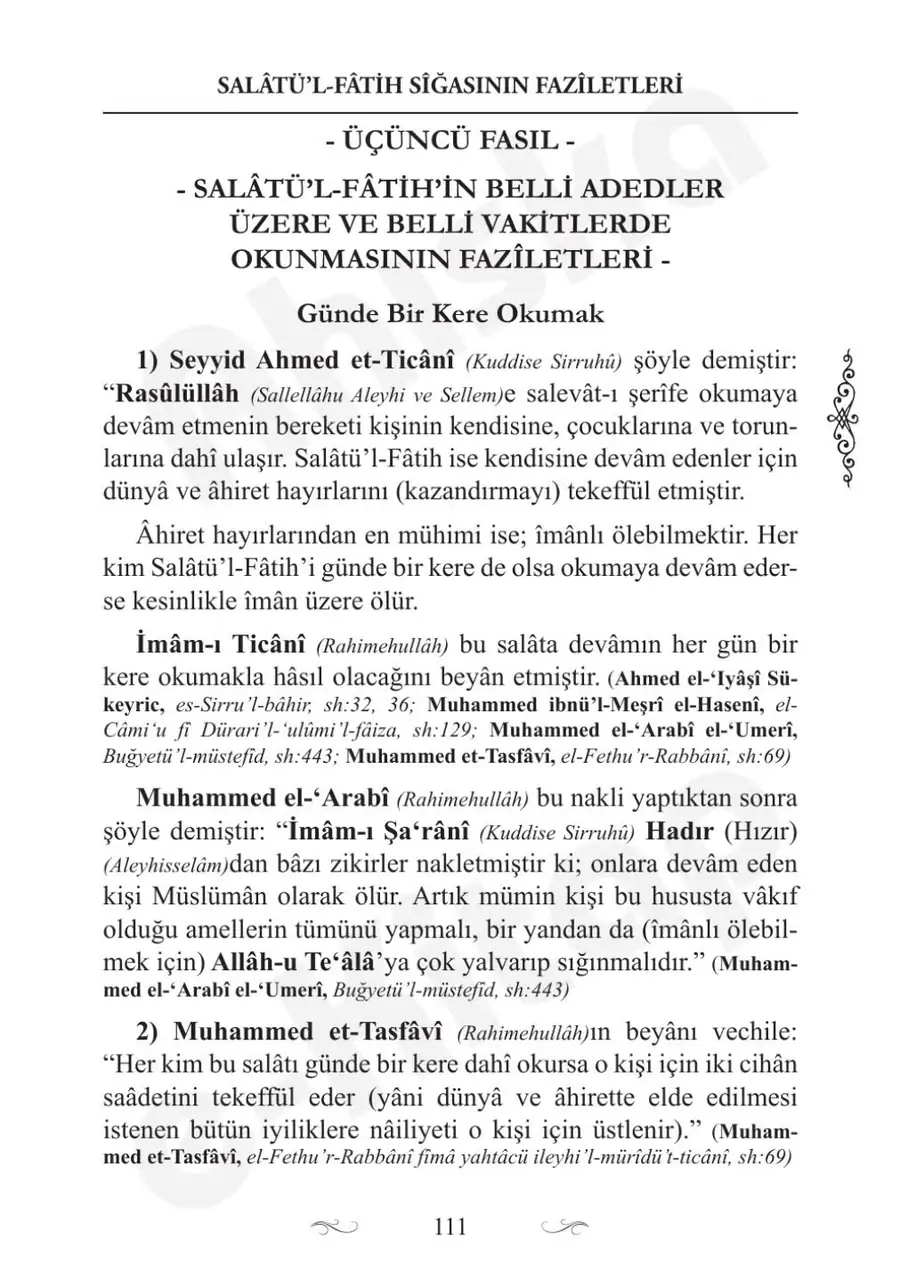 SALÂTÜ’L-FÂTİH SÎĞASININ FAZÎLETLERİ
- ÜÇÜNCÜ FASIL -
- SALÂTÜ’L-FÂTİH’İN BELLİ ADEDLER
ÜZERE VE BELLİ VAKİTLERDE
OKUNMASININ FAZÎLETLERİ -
Günde Bir Kere Okumak
1) Seyyid Ahmed et-Ticânî (Kuddise Sirruhû) şöyle demiştir:
“Rasûlüllâh (Sallellâhu Aleyhi ve Sellem)e salevât-ı şerîfe okumaya
devâm etmenin bereketi kişinin kendisine, çocuklarına ve torun-
larına dahî ulaşır. Salâtü’l-Fâtih ise kendisine devâm edenler için
dünyâ ve âhiret hayırlarını (kazandırmayı) tekeffül etmiştir.
Âhiret hayırlarından en mühimi ise; îmânlı ölebilmektir. Her
kim Salâtü’l-Fâtih’i günde bir kere de olsa okumaya devâm eder-
se kesinlikle îmân üzere ölür.
İmâm-ı Ticânî (Rahimehullâh) bu salâta devâmın her gün bir
kere okumakla hâsıl olacağını beyân etmiştir. (Ahmed el-‘Iyâşî Sü-
keyric, es-Sirru’l-bâhir, sh:32, 36; Muhammed ibnü’l-Meşrî el-Hasenî, el-
Câmi‘u fî Dürari’l-‘ulûmi’l-fâiza, sh:129; Muhammed el-‘Arabî el-‘Umerî,
Buğyetü’l-müstefîd, sh:443; Muhammed et-Tasfâvî, el-Fethu’r-Rabbânî, sh:69)
Muhammed el-‘Arabî (Rahimehullâh) bu nakli yaptıktan sonra
şöyle demiştir: “İmâm-ı Şa‘rânî (Kuddise Sirruhû) Hadır (Hızır)
(Aleyhisselâm)dan bâzı zikirler nakletmiştir ki; onlara devâm eden
kişi Müslümân olarak ölür. Artık mümin kişi bu hususta vâkıf
olduğu amellerin tümünü yapmalı, bir yandan da (îmânlı ölebil-
mek için) Allâh-u Te‘âlâ’ya çok yalvarıp sığınmalıdır.” (Muham-
med el-‘Arabî el-‘Umerî, Buğyetü’l-müstefîd, sh:443)
2) Muhammed et-Tasfâvî (Rahimehullâh)ın beyânı vechile:
“Her kim bu salâtı günde bir kere dahî okursa o kişi için iki cihân
saâdetini tekeffül eder (yâni dünyâ ve âhirette elde edilmesi
istenen bütün iyiliklere nâiliyeti o kişi için üstlenir).” (Muham-
med et-Tasfâvî, el-Fethu’r-Rabbânî fîmâ yahtâcü ileyhi’l-mürîdü’t-ticânî, sh:69)
111